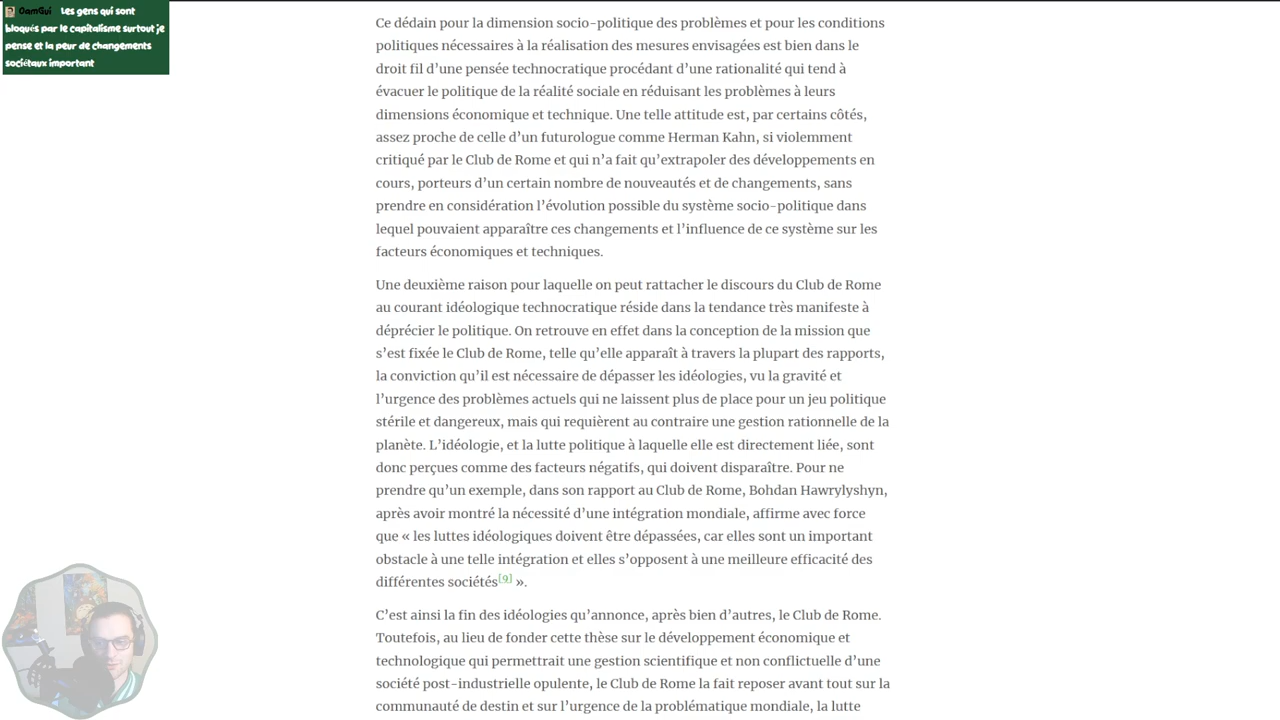 OamGui Les gens qui sont
bloqués par le capitalisme surtout je
pense et la peur de changements
sociétaux important
Ce dédain pour la dimension socio-politique des problèmes et pour les conditions
politiques nécessaires à la réalisation des mesures envisagées est bien dans le
droit fil d’une pensée technocratique procédant d’une rationalité qui tend à
évacuer le politique de la réalité sociale en réduisant les problèmes à leurs
dimensions économique et technique. Une telle attitude est, par certains côtés,
assez proche de celle d’un futurologue comme Herman Kahn, si violemment
critiqué par le Club de Rome et qui n’a fait qu’extrapoler des développements en
cours, porteurs d’un certain nombre de nouveautés et de changements, sans
prendre en considération l’évolution possible du système socio-politique dans
lequel pouvaient apparaître ces changements et l’influence de ce système sur les
facteurs économiques et techniques.
Une deuxième raison pour laquelle on peut rattacher le discours du Club de Rome
au courant idéologique technocratique réside dans la tendance très manifeste à
déprécier le politique. On retrouve en effet dans la conception de la mission que
s’est fixée le Club de Rome, telle qu’elle apparaît à travers la plupart des rapports,
la conviction qu’il est nécessaire de dépasser les idéologies, vu la gravité et
l’urgence des problèmes actuels qui ne laissent plus de place pour un jeu politique
stérile et dangereux, mais qui requièrent au contraire une gestion rationnelle de la
planète. L’idéologie, et la lutte politique à laquelle elle est directement liée, sont
donc perçues comme des facteurs négatifs, qui doivent disparaître. Pour ne
prendre qu’un exemple, dans son rapport au Club de Rome, Bohdan Hawrylyshyn,
après avoir montré la nécessité d’une intégration mondiale, affirme avec force
que « les luttes idéologiques doivent être dépassées, car elles sont un important
obstacle à une telle intégration et elles s’opposent à une meilleure efficacité des
différentes sociétés[9] ».
C’est ainsi la fin des idéologies qu’annonce, après bien d’autres, le Club de Rome.
Toutefois, au lieu de fonder cette thèse sur le développement économique et
technologique qui permettrait une gestion scientifique et non conflictuelle d’une
société post-industrielle opulente, le Club de Rome la fait reposer avant tout sur la
communauté de destin et sur l’urgence de la problématique mondiale, la lutte